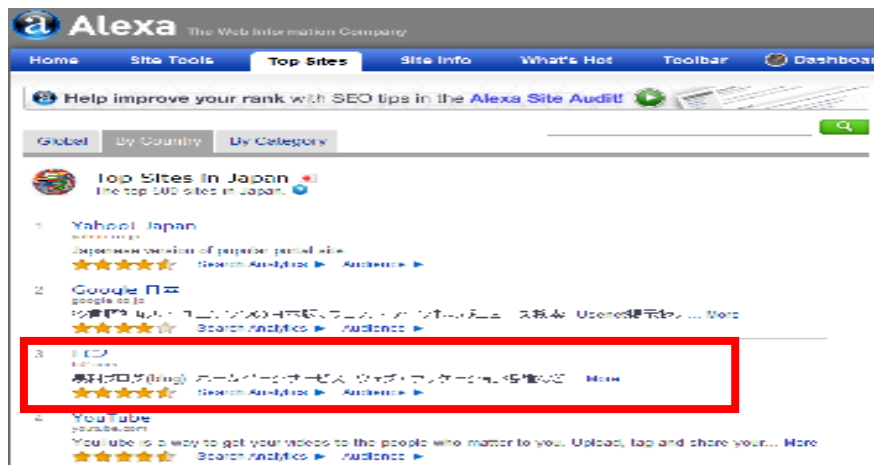 Alexa The Web Information Company
Home Site Tools Top Sites Site Info What's Hot Toolbar Dashboar
Help improve your rank with SEO tips in the Alexa Site Audit!
Global By Country By Category
Top Sites In Japan
The top 500 sites in Japan.
1 Yahoo! Japan
yahoo.co.jp
Japanese version of popular portal site
Search Analytics Audience
2 Google 日本
google.co.jp
Usenet ... More
Search Analytics Audience
3
(blog) More
Search Analytics Audience
4 YouTube
youtube.com
YouTube is a way to get your videos to the people who matter to you. Upload, tag and share your... More
Search Analytics Audience